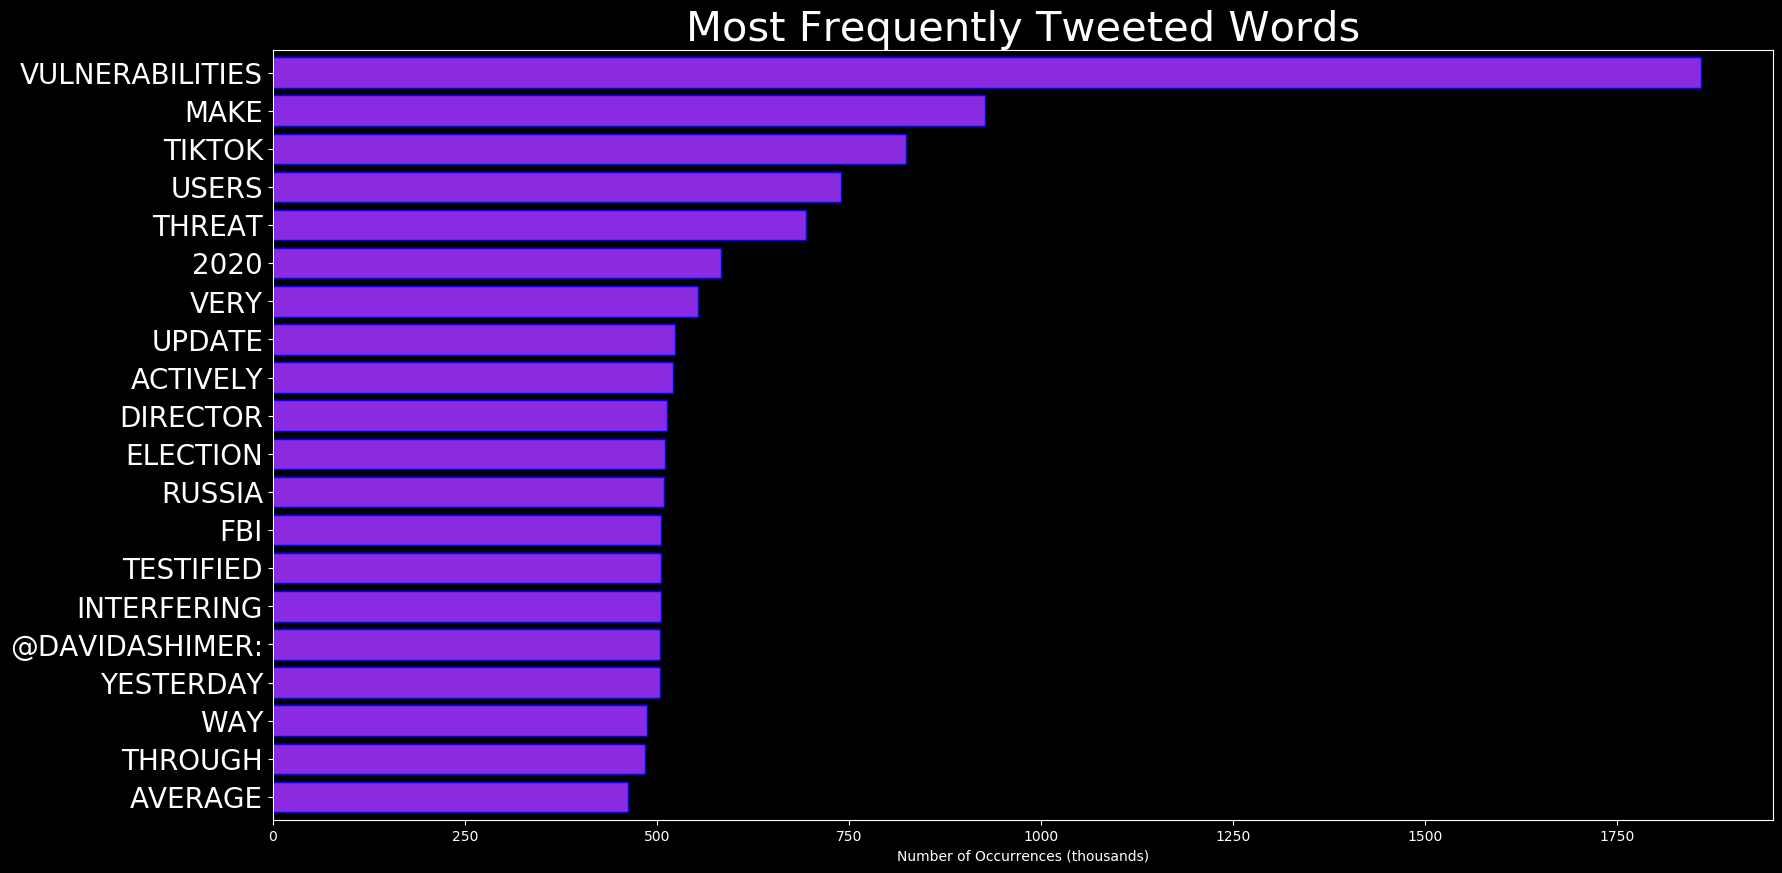 Most Frequently Tweeted Words
VULNERABILITIES
MAKE
TIKTOK
USERS
THREAT
2020
VERY
UPDATE
ACTIVELY
DIRECTOR
ELECTION
RUSSIA
FBI
TESTIFIED
INTERFERING
@DAVIDASHIMER:
YESTERDAY
WAY
THROUGH
AVERAGE
0 250 500 750 1000 1250 1500 1750
Number of Occurrences (thousands)